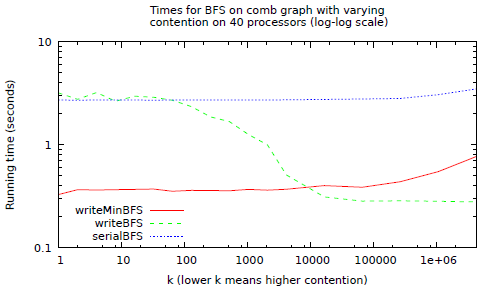 Times for BFS on comb graph with varying
contention on 40 processors (log-log scale)
10
1
0.1
Running time (seconds)
writeMinBFS
writeBFS
serialBFS
1 10 100 1000 10000 100000 1e+06
k (lower k means higher contention)